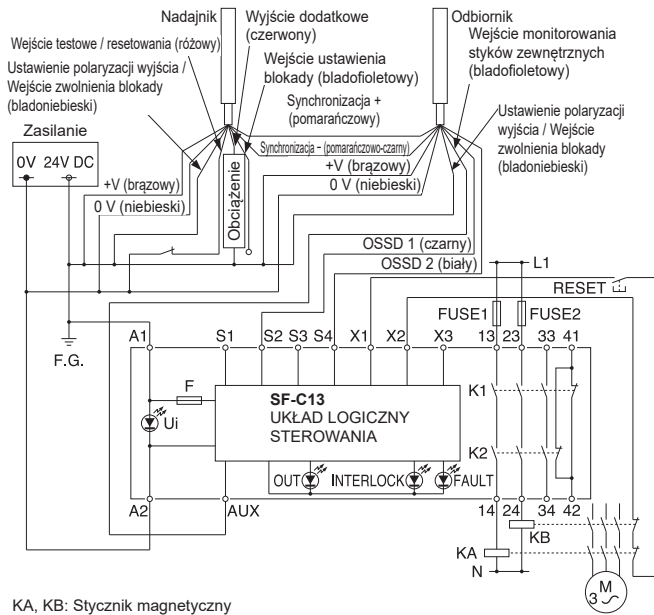 Nadajnik
Wyjście dodatkowe
(czerwony)
Odbiornik
Wejście testowe / resetowania (różowy)
Wejście monitorowania
styków zewnętrznych
(bladofioletowy)
Ustawienie polaryzacji wyjścia /
Wejście zwolnienia blokady
(bladoniebieski)
Wejście ustawienia
blokady (bladofioletowy)
Synchronizacja +
(pomarańczowy)
Ustawienie polaryzacji
wyjścia / Wejście
zwolnienia blokady
(bladoniebieski)
Zasilanie
Synchronizacja – (pomarańczowo-czarny)
0V 24V DC
+V (brązowy)
+V (brązowy)
0 V (niebieski)
0 V (niebieski)
Obciążenie
OSSD 1 (czarny)
OSSD 2 (biały)
L1
RESET
FUSE1 FUSE2
F.G.
A1 S1 S2 S3 S4 X1 X2 X3 13 23 33 41
F
SF-C13
UKŁAD LOGICZNY
STEROWANIA
K1
Ui
K2
OUT INTERLOCK FAULT
A2 AUX 14 24 34 42
KB
KA
N
M
3
KA, KB: Stycznik magnetyczny